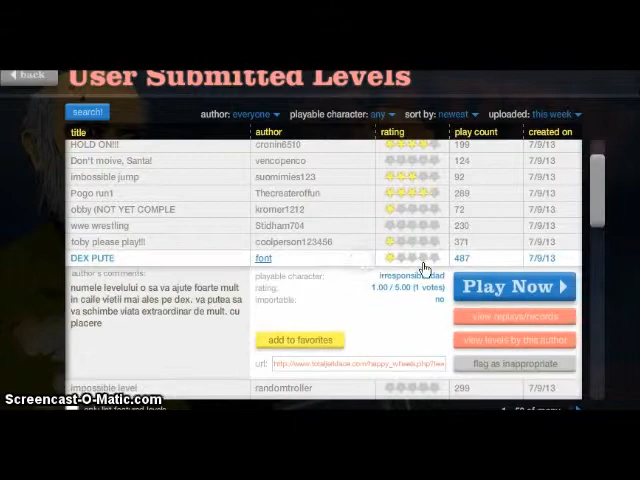 back
User Submitted Levels
search!
author: everyone
playable character: any
sort by: newest
uploaded: this week
title author rating play count created on
HOLD ON!!! cronin6510 199 7/9/13
Don't moive, Santa! vencopenco 124 7/9/13
imbossible jump suomimies123 92 7/9/13
Pogo run1 Thecreateroffun 289 7/9/13
obby (NOT YET COMPLE kromer1212 72 7/9/13
wwe wrestling Stidham704 230 7/9/13
toby please play!!! coolperson123456 371 7/9/13
DEX PUTE font 487 7/9/13
author's comments:
numele levelului o sa va ajute foarte mult
in caile vietii mai ales pe dex. va putea sa
va schimbe viata extraordinar de mult. cu
placere
playable character: irresponsible dad
rating: 1.00 / 5.00 (1 votes)
importable: no
Play Now
view replays/records
add to favorites
view levels by this author
url:
flag as inappropriate
impossible level randomtroller 299 7/9/13
only list featured levels
Screencast-O-Matic.com